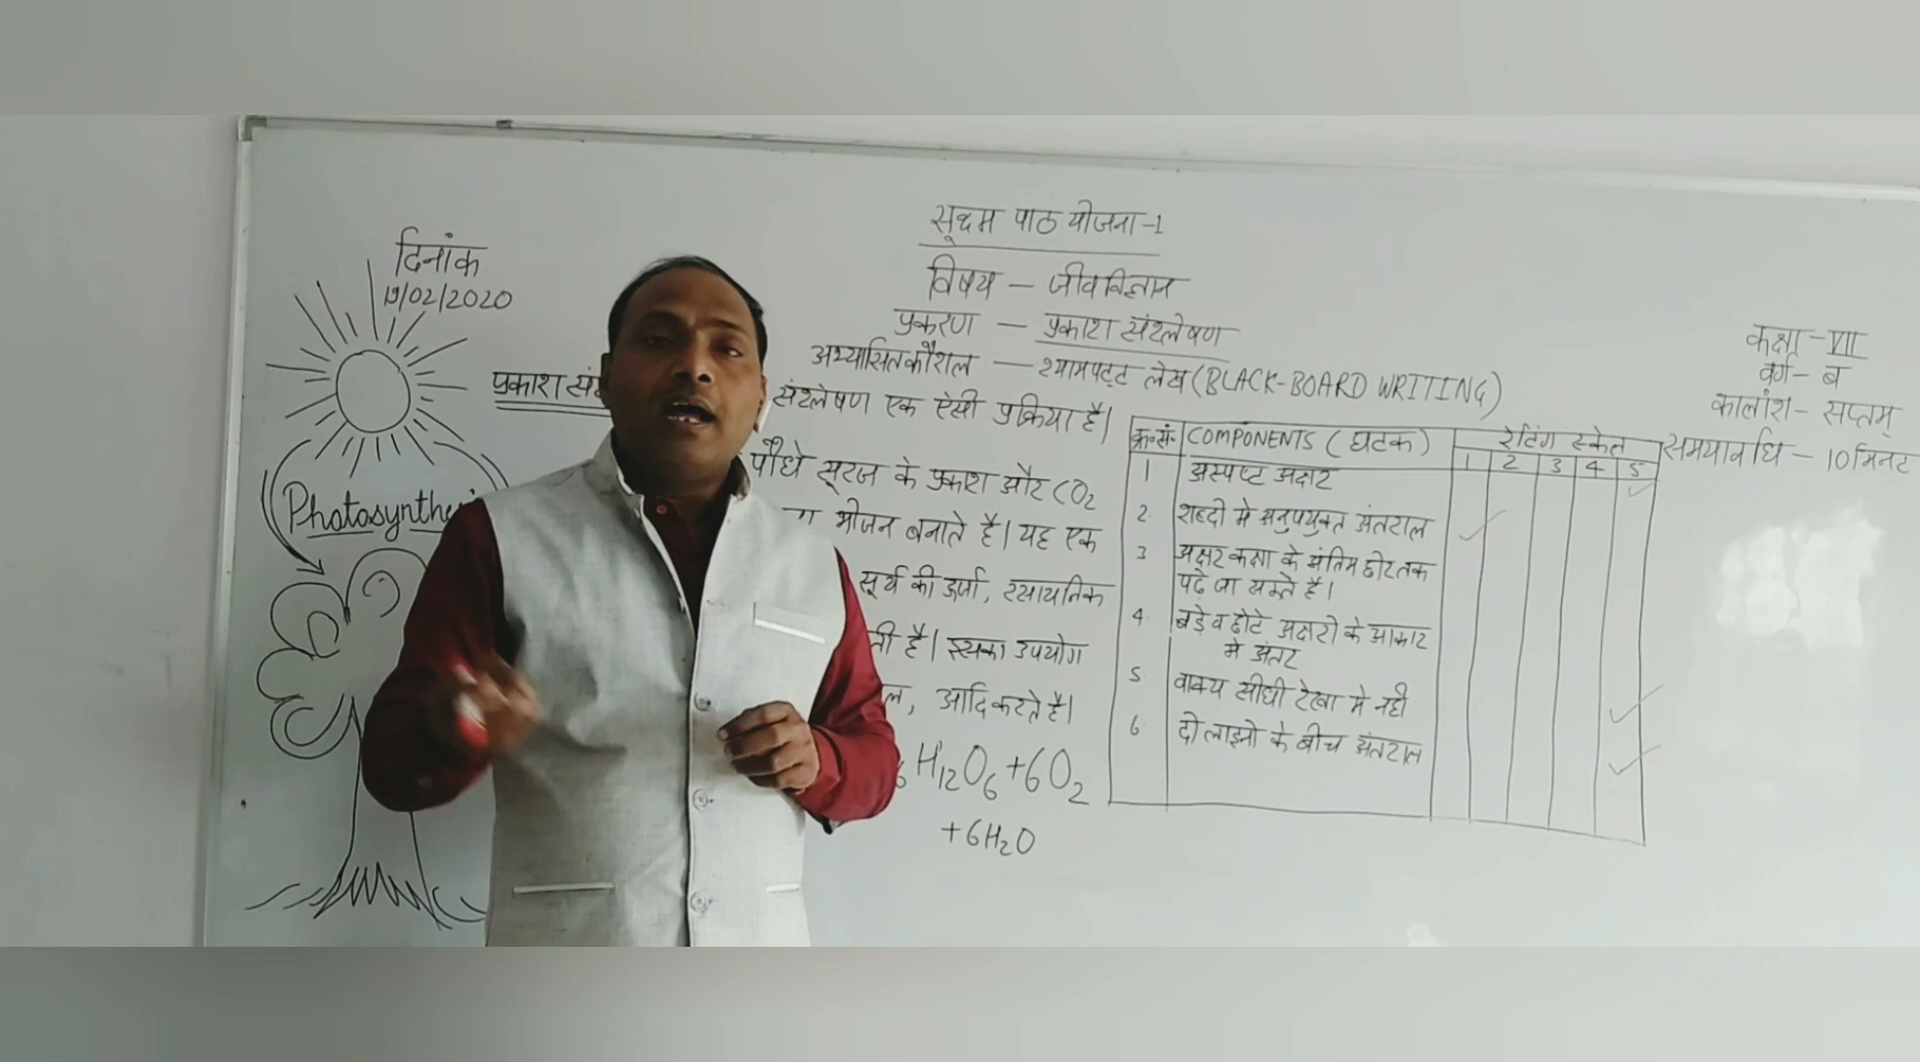 सूक्ष्म पाठ योजना-1
दिनांक
19/02/2020
विषय — जीवविज्ञान
प्रकरण — प्रकाश संश्लेषण
अभ्यासित कौशल — श्यामपट्ट लेख (BLACK-BOARD WRITING)
कक्षा - VII
वर्ग - ब
कालांश - सप्तम्
समयावधि - 10 मिनट
प्रकाश संश्लेषण एक ऐसी प्रक्रिया है।
पौधे सूरज के प्रकाश और CO2
भोजन बनाते है। यह एक
सूर्य की ऊर्जा, रसायनिक
है। इसका उपयोग
आदि करते है।
H12O6 +6O2
+6H2O
Photosynthesi
क्र०सं० COMPONENTS (घटक) रेटिंग स्केल
1 2 3 4 5
1 अस्पष्ट अक्षर
2 शब्दो मे अनुपयुक्त अंतराल
3 अक्षर कक्षा के अंतिम छोर तक
पढ़े जा सकते है।
4 बड़े व छोटे अक्षरो के आकार
मे अंतर
5 वाक्य सीधी रेखा मे नही
6 दो लाइनो के बीच अंतराल